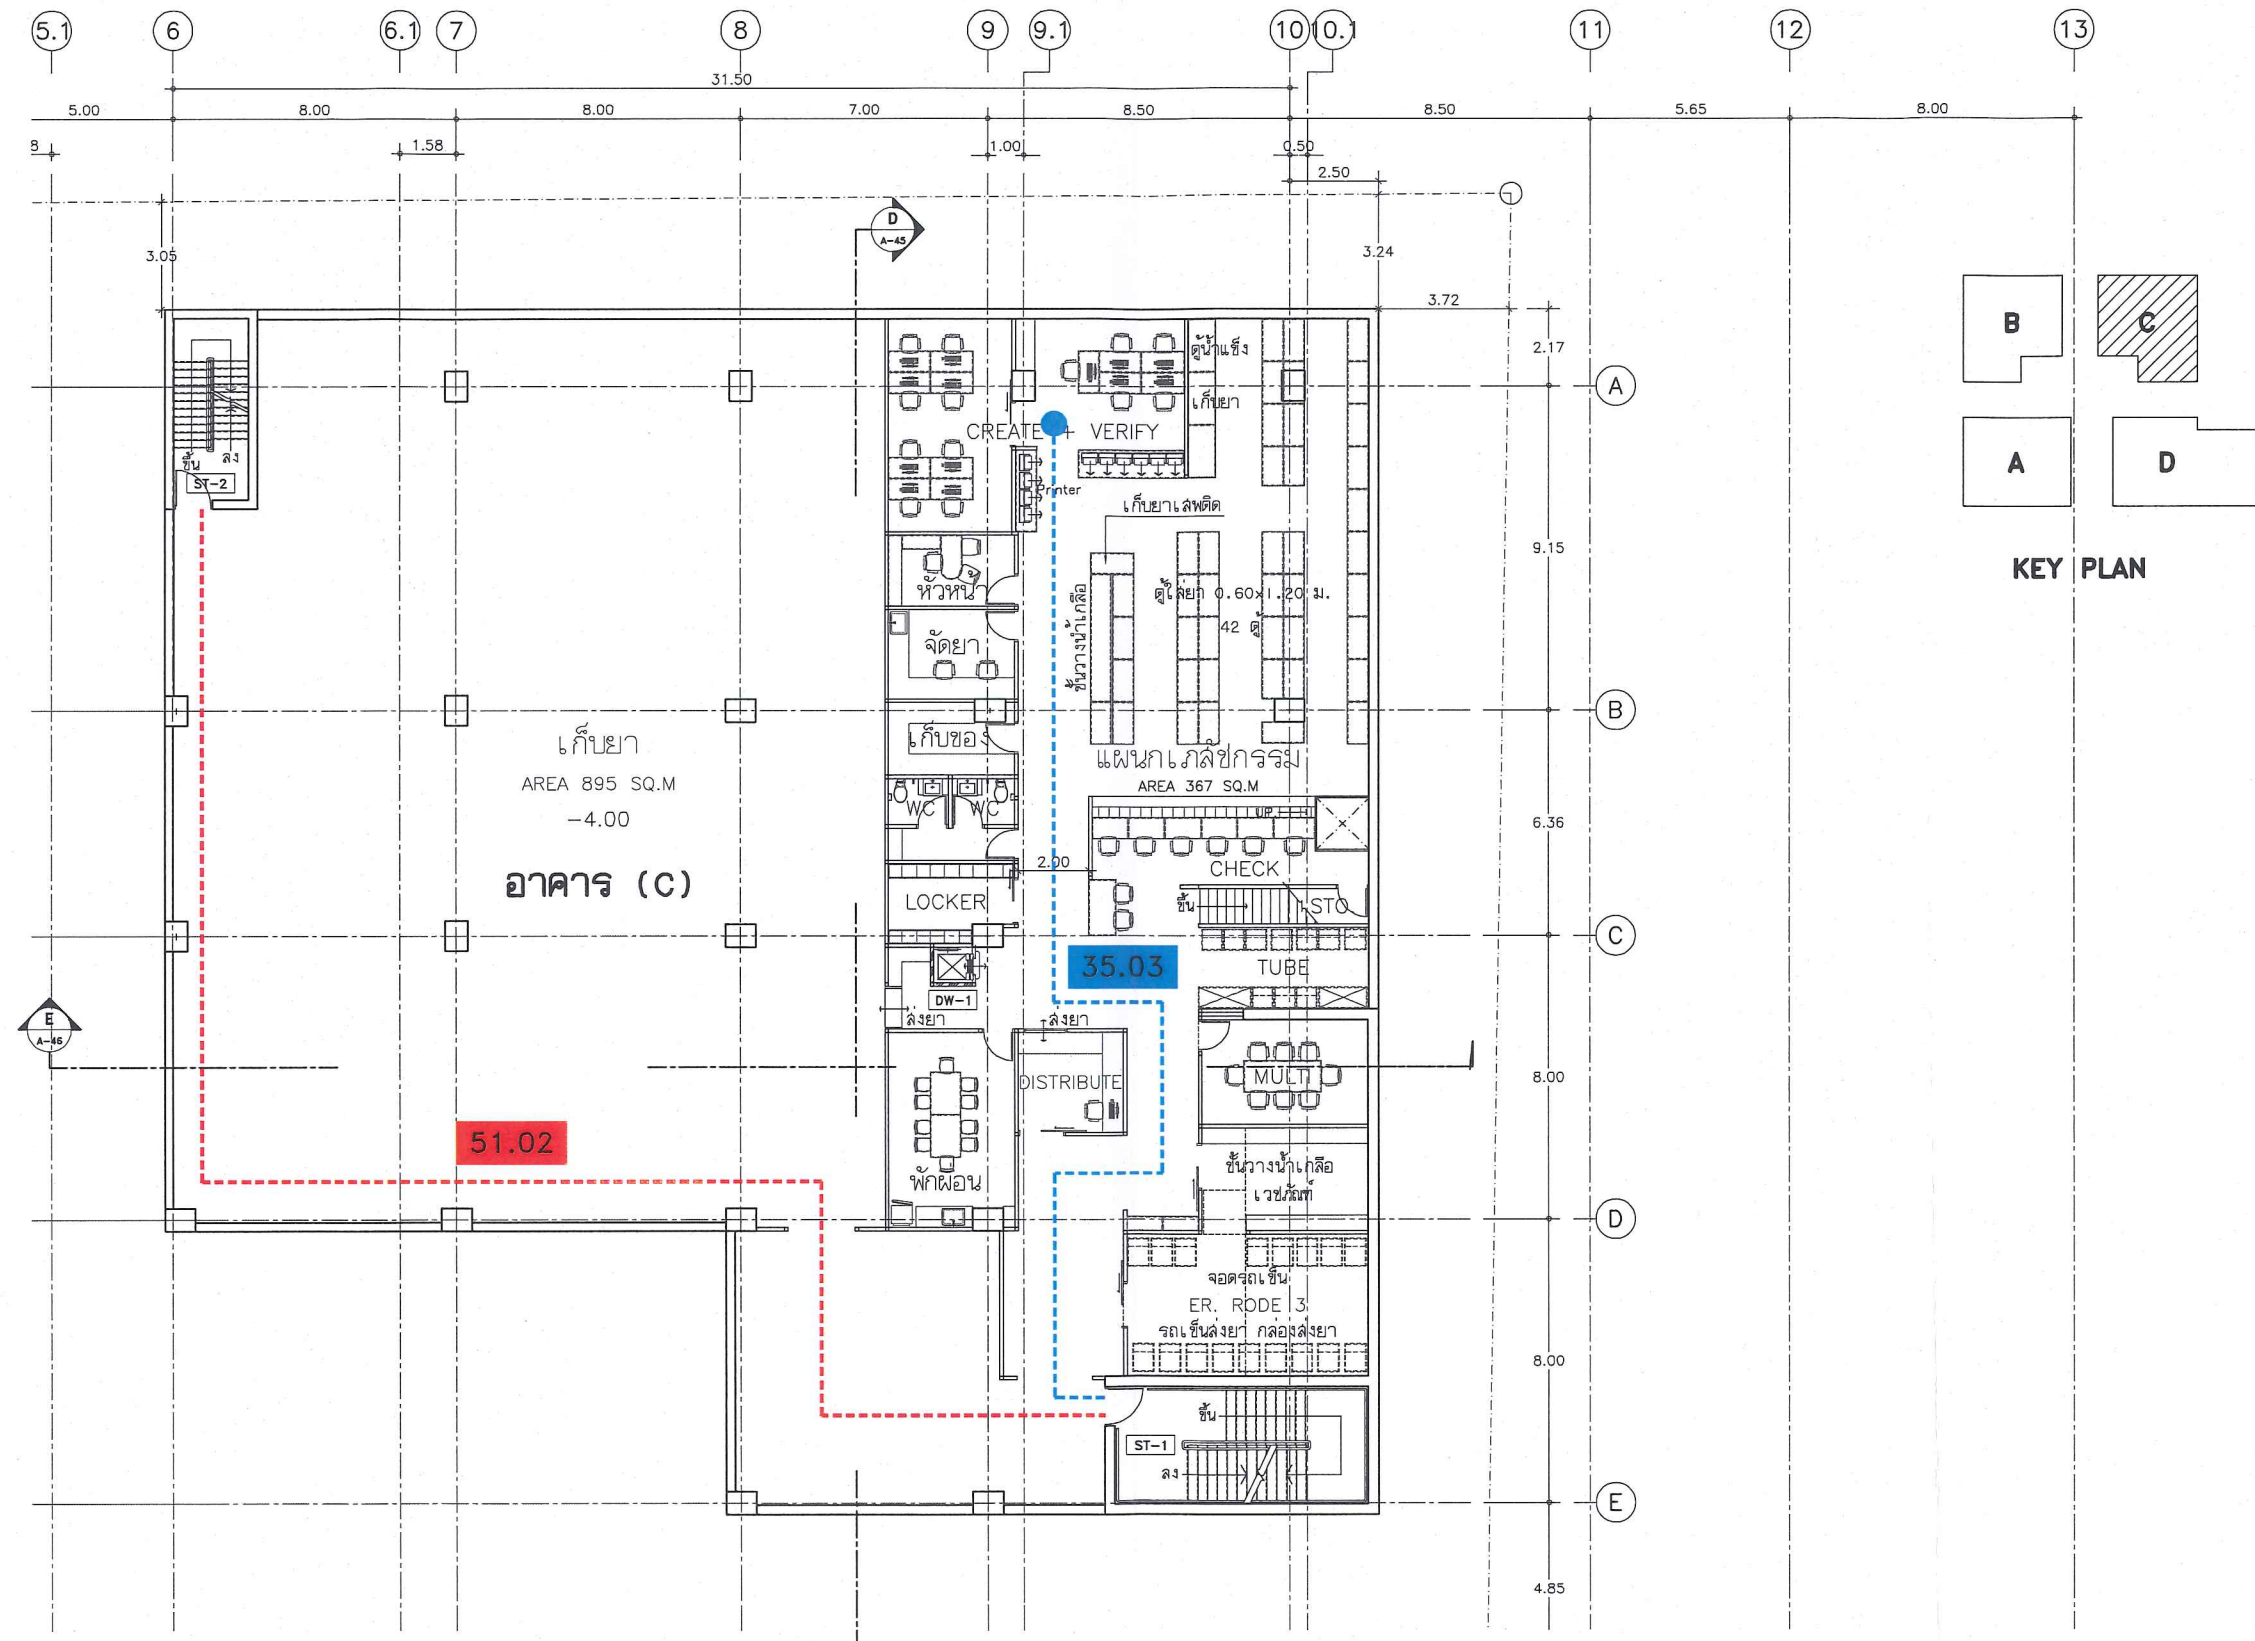 5.1 6 6.1 7 8 9 9.1 10 10.1 11 12 13
31.50
5.00 8.00 8.00 7.00 8.50 8.50 5.65 8.00
8 1.58 1.00 0.50
2.50
D
A-45
3.05 3.24
3.72
B C
2.17
ตู้น้ำแข็ง
A
เก็บยา
CREATE + VERIFY
ขึ้น ลง
ST-2
A D
Printer
เก็บยาเสพติด
9.15
KEY PLAN
หัวหน้า
ชั้นวางน้ำเกลือ
ตู้ใส่ยา 0.60x1.20 ม.
42 ตู้
จัดยา
B
เก็บยา
เก็บของ
แผนกเภสัชกรรม
AREA 895 SQ.M
AREA 367 SQ.M
-4.00
WC WC
UP
6.36
2.00
CHECK
อาคาร (C)
LOCKER
ขึ้น
STO
C
35.03
TUBE
DW-1
ส่งยา ส่งยา
E
A-46
DISTRIBUTE
MULTI
8.00
51.02
พักผ่อน
ชั้นวางน้ำเกลือ
เวชภัณฑ์
D
จอดรถเข็น
ER. RODE 3
รถเข็นส่งยา กล่องส่งยา
8.00
ขึ้น
ST-1
ลง
E
4.85